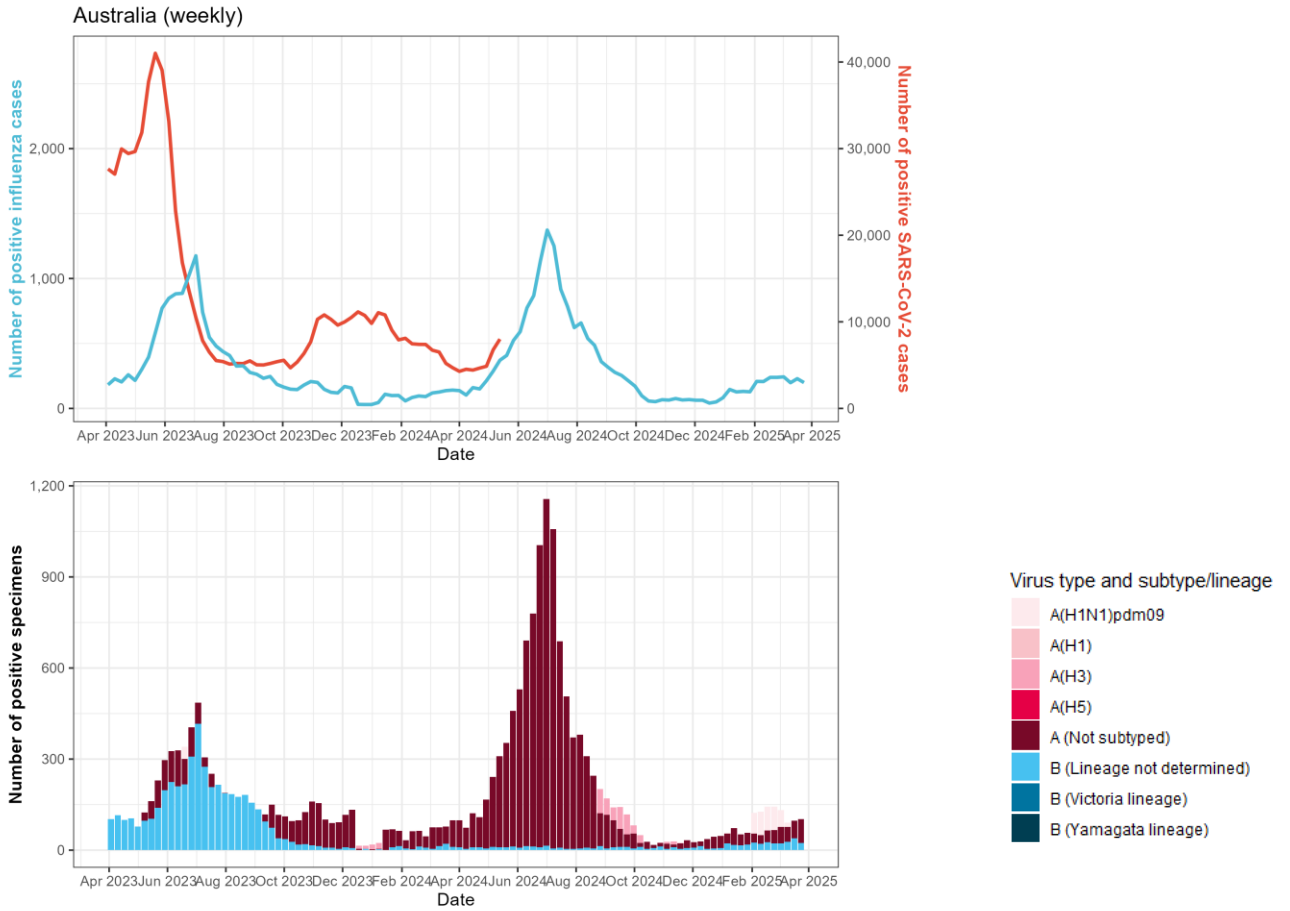 Australia (weekly)
Number of positive influenza cases
2,000
1,000
0
40,000
30,000
20,000
10,000
0
Number of positive SARS-CoV-2 cases
Apr 2023 Jun 2023 Aug 2023 Oct 2023 Dec 2023 Feb 2024 Apr 2024 Jun 2024 Aug 2024 Oct 2024 Dec 2024 Feb 2025 Apr 2025
Date
Number of positive specimens
1,200
900
600
300
0
Apr 2023 Jun 2023 Aug 2023 Oct 2023 Dec 2023 Feb 2024 Apr 2024 Jun 2024 Aug 2024 Oct 2024 Dec 2024 Feb 2025 Apr 2025
Date
Virus type and subtype/lineage
A(H1N1)pdm09
A(H1)
A(H3)
A(H5)
A (Not subtyped)
B (Lineage not determined)
B (Victoria lineage)
B (Yamagata lineage)